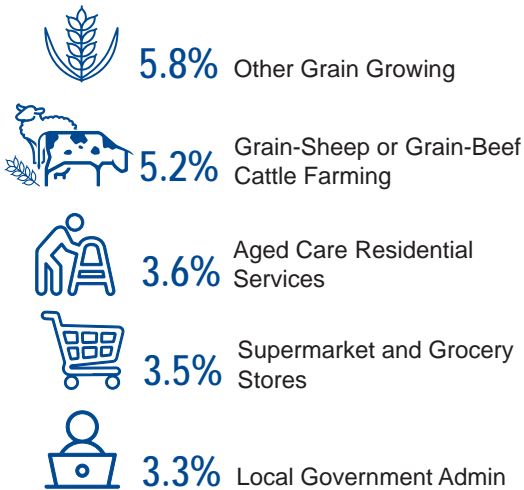 5.8% Other Grain Growing
5.2% Grain-Sheep or Grain-Beef
Cattle Farming
3.6% Aged Care Residential
Services
3.5% Supermarket and Grocery
Stores
3.3% Local Government Admin